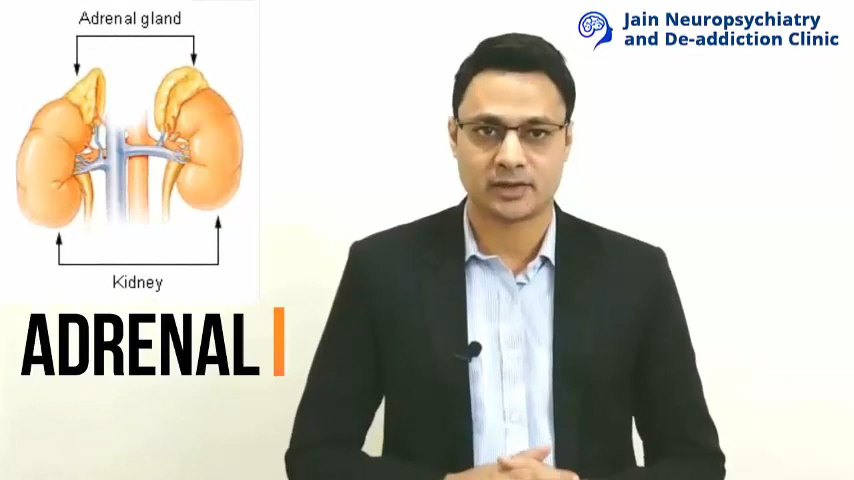 Adrenal gland
Jain Neuropsychiatry
and De-addiction Clinic
Kidney
ADRENAL